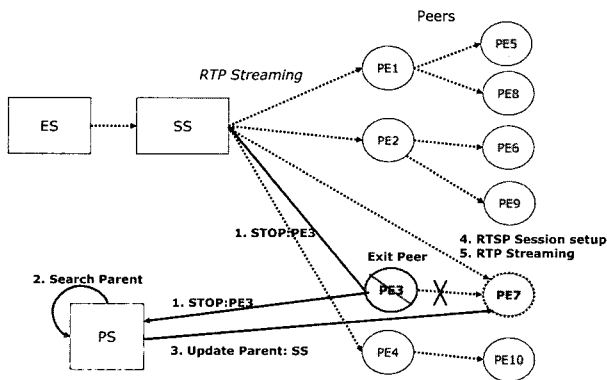 Peers
PE5
RTP Streaming
PE1
PE8
ES
SS
PE2
PE6
PE9
1. STOP:PE3
4. RTSP Session setup
5. RTP Streaming
Exit Peer
2. Search Parent
1. STOP:PE3
PE3
PE7
PS
3. Update Parent: SS
PE4
PE10